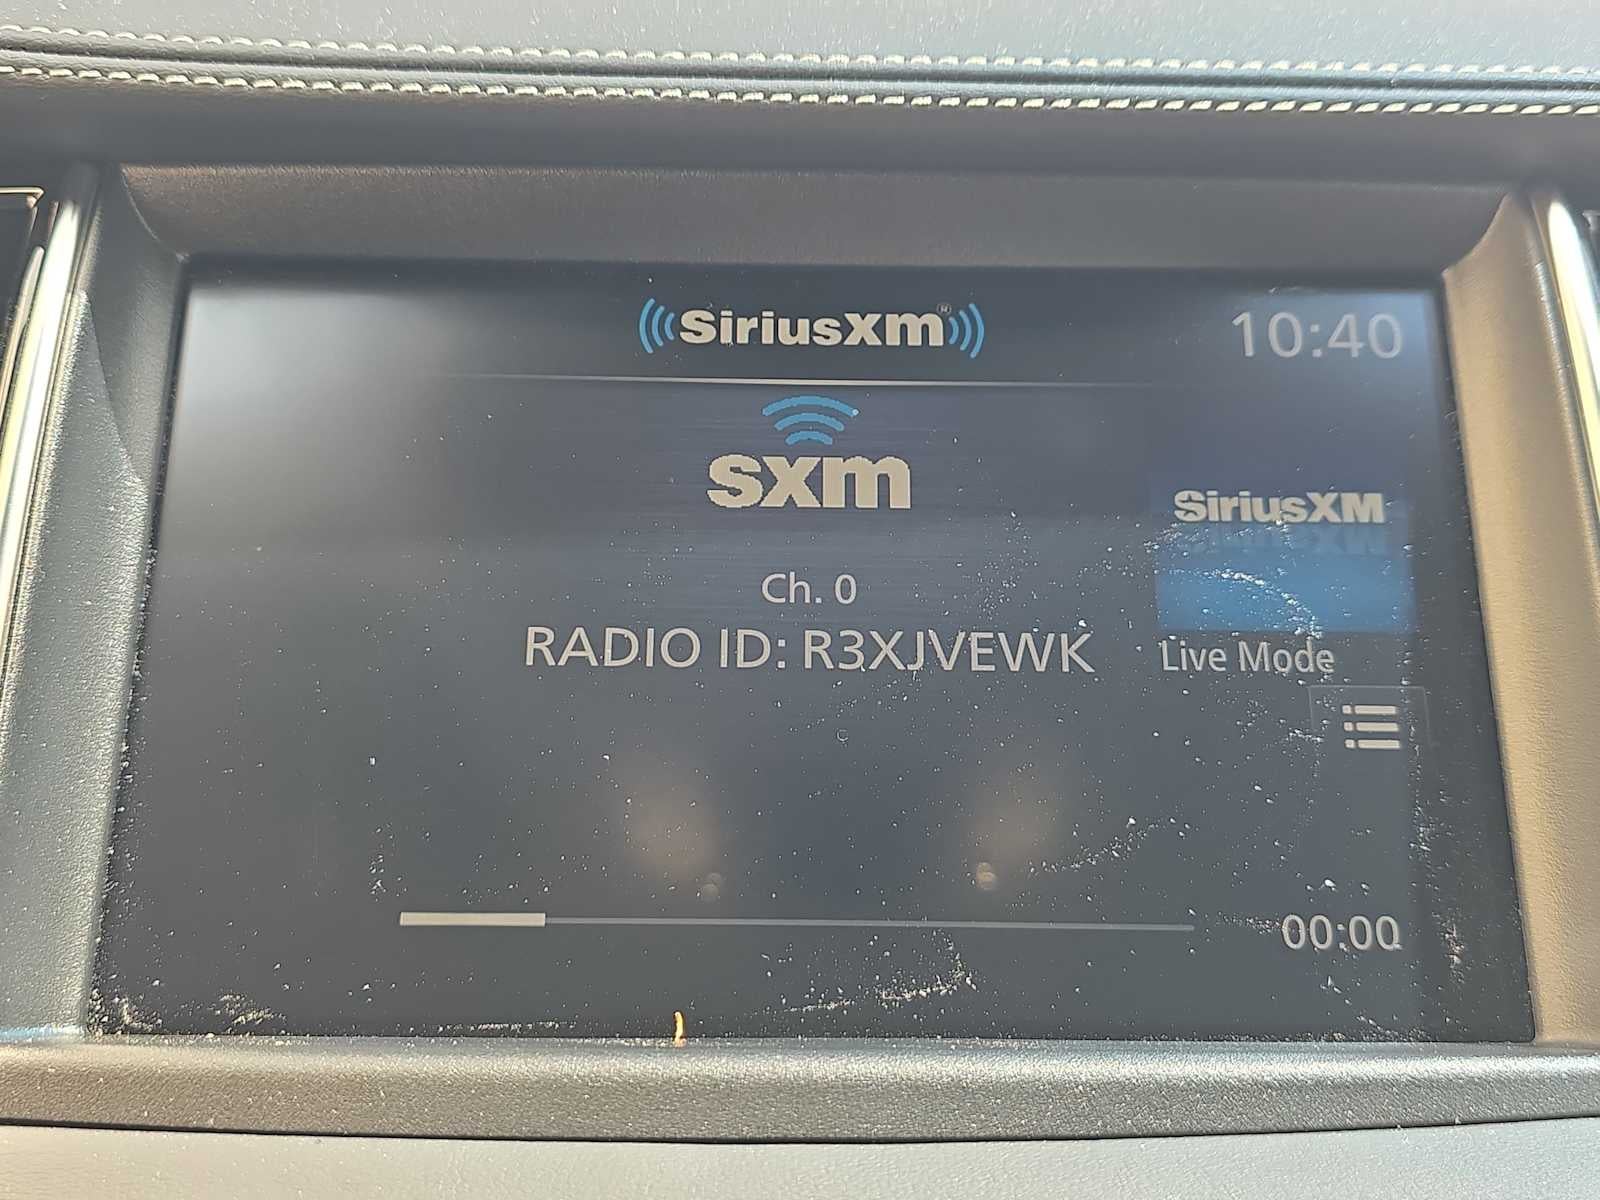 SiriusXM®
10:40
sxm
SiriusXM
Ch. 0
RADIO ID: R3XJVEWK
Live Mode
00:00